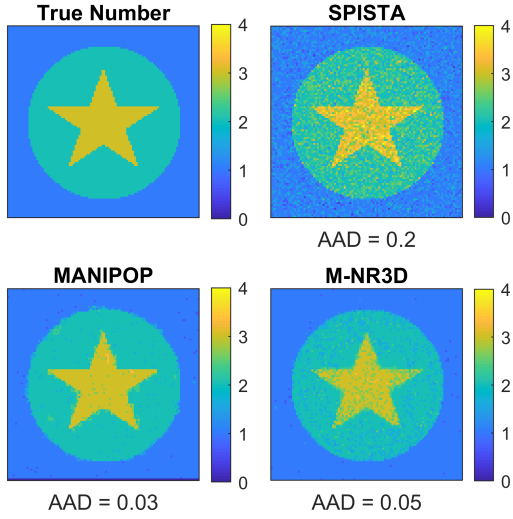 True Number
4
3
2
1
0
SPISTA
4
3
2
1
0
AAD = 0.2
MANIPOP
4
3
2
1
0
AAD = 0.03
M-NR3D
4
3
2
1
0
AAD = 0.05